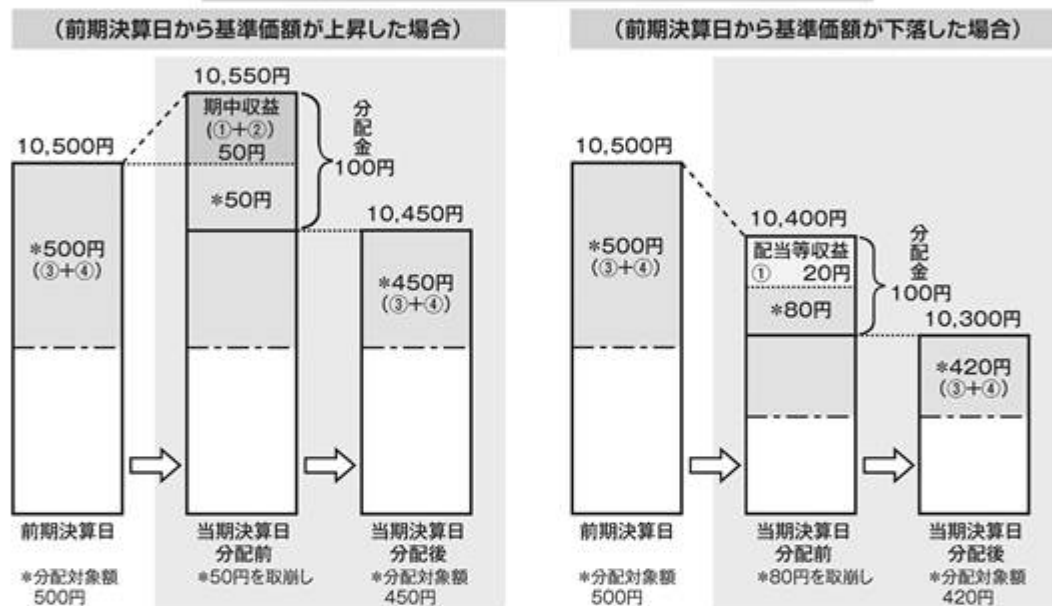 (前期決算日から基準価額が上昇した場合)
10,550円
期中収益
(①+②)
50円
*50円
分配金
100円
10,500円
*500円
(③+④)
10,450円
*450円
(③+④)
前期決算日
*分配対象額
500円
当期決算日
分配前
*50円を取崩し
当期決算日
分配後
*分配対象額
450円
(前期決算日から基準価額が下落した場合)
10,500円
*500円
(③+④)
10,400円
配当等収益
① 20円
*80円
分配金
100円
10,300円
*420円
(③+④)
前期決算日
*分配対象額
500円
当期決算日
分配前
*80円を取崩し
当期決算日
分配後
*分配対象額
420円